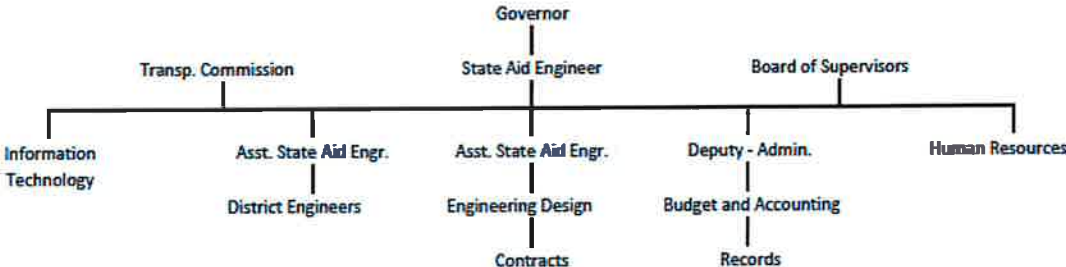 Governor
Transp. Commission
State Aid Engineer
Board of Supervisors
Information
Technology
Asst. State Aid Engr.
Asst. State Aid Engr.
Deputy - Admin.
Human Resources
District Engineers
Engineering Design
Budget and Accounting
Contracts
Records